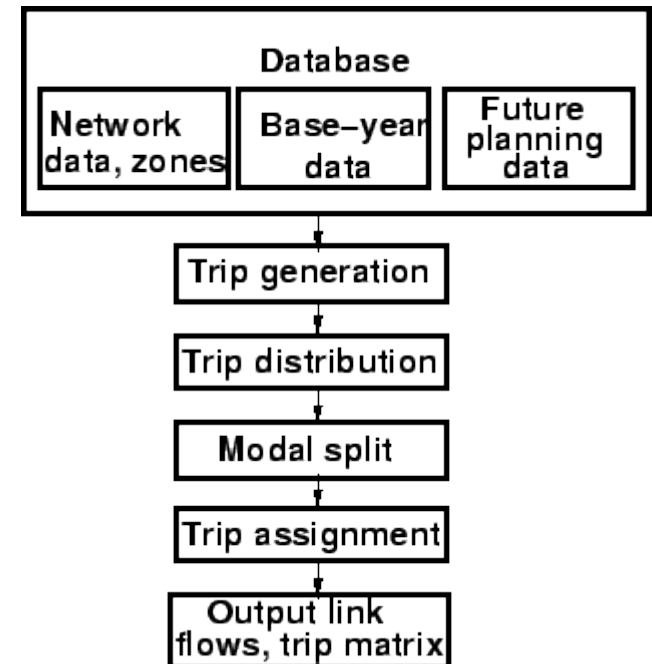 Database
Network
data, zones
Base–year
data
Future
planning
data
Trip generation
Trip distribution
Modal split
Trip assignment
Output link
flows, trip matrix